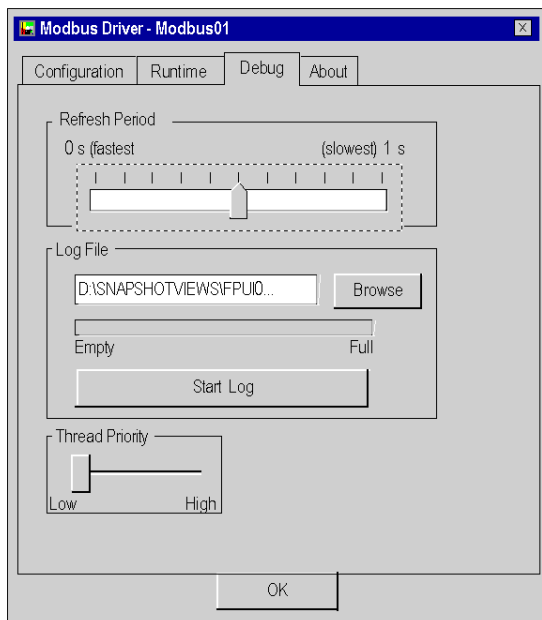 Modbus Driver - Modbus01
Configuration Runtime Debug About
Refresh Period
0 s (fastest (slowest) 1 s
Log File
D:\SNAPSHOTVIEWS\FPUI0... Browse
Empty Full
Start Log
Thread Priority
Low High
OK